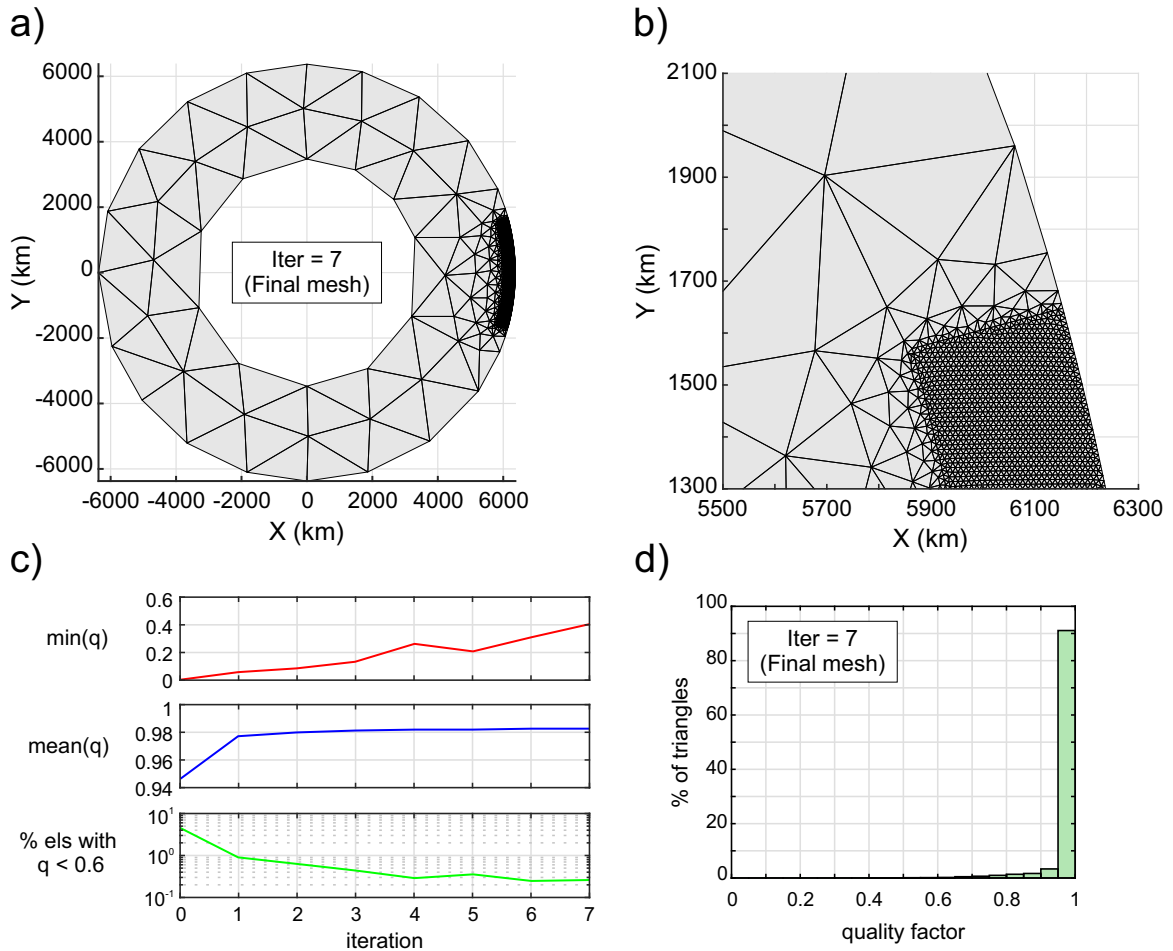 a)
6000
4000
2000
0
-2000
-4000
-6000
Y (km)
-6000 -4000 -2000 0 2000 4000 6000
X (km)
Iter = 7
(Final mesh)
b)
2100
1900
1700
1500
1300
Y (km)
5500 5700 5900 6100 6300
X (km)
c)
min(q)
0.6
0.4
0.2
0
mean(q)
1
0.98
0.96
0.94
% els with
q < 0.6
10^1
10^0
10^-1
0 1 2 3 4 5 6 7
iteration
d)
100
80
60
40
20
0
% of triangles
Iter = 7
(Final mesh)
0 0.2 0.4 0.6 0.8 1
quality factor